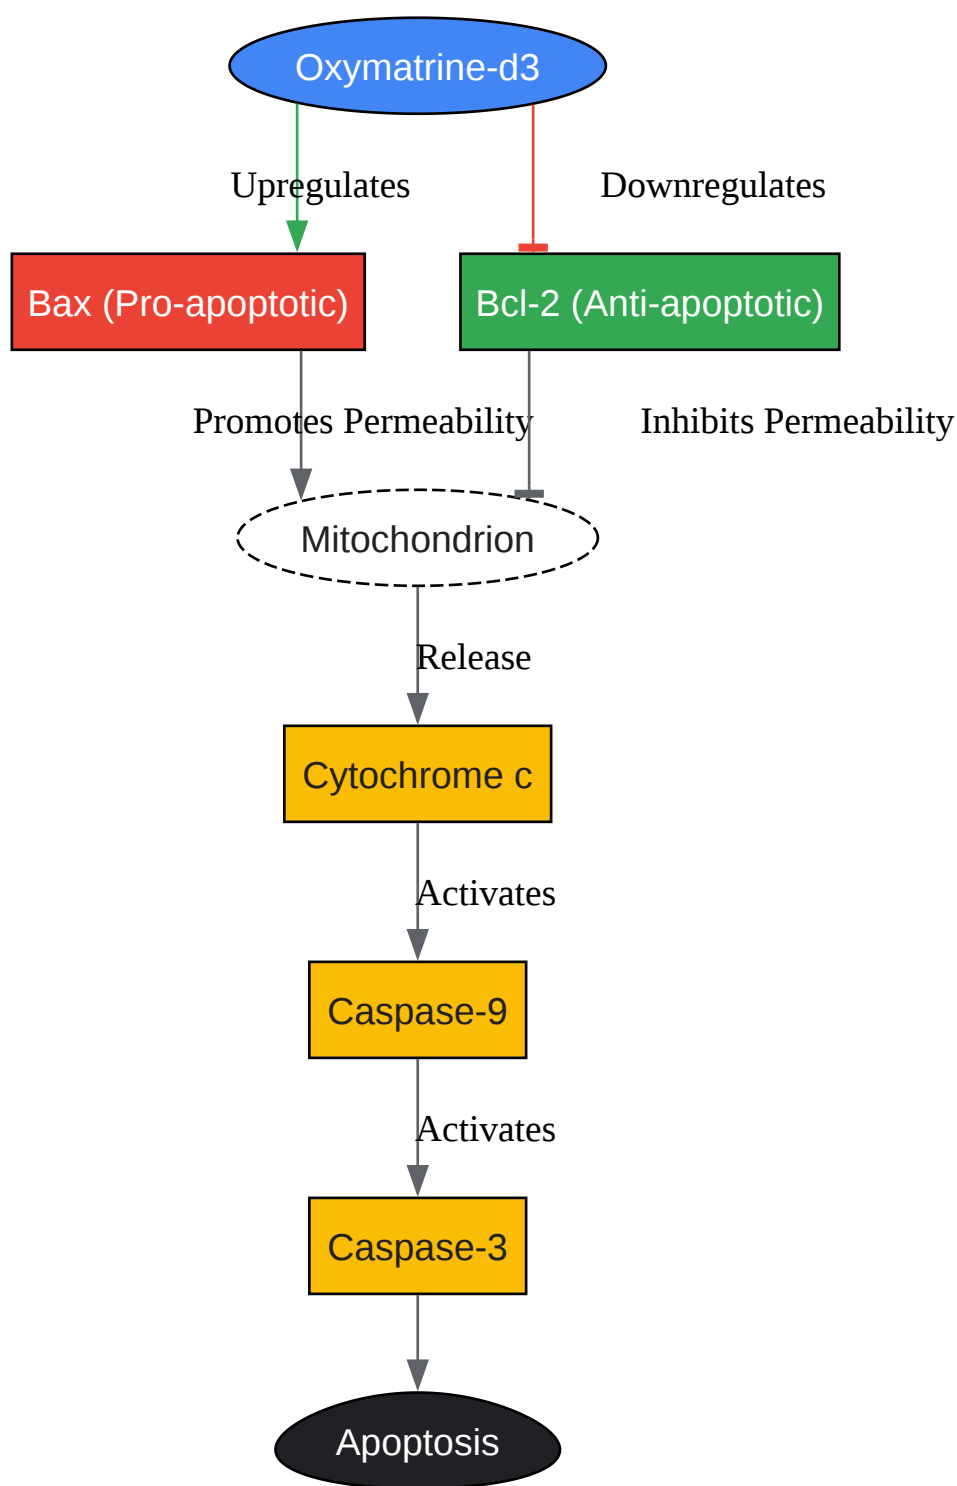 Oxymatrine-d3
Upregulates
Downregulates
Bax (Pro-apoptotic)
Bcl-2 (Anti-apoptotic)
Promotes Permeability
Inhibits Permeability
Mitochondrion
Release
Cytochrome c
Activates
Caspase-9
Activates
Caspase-3
Apoptosis